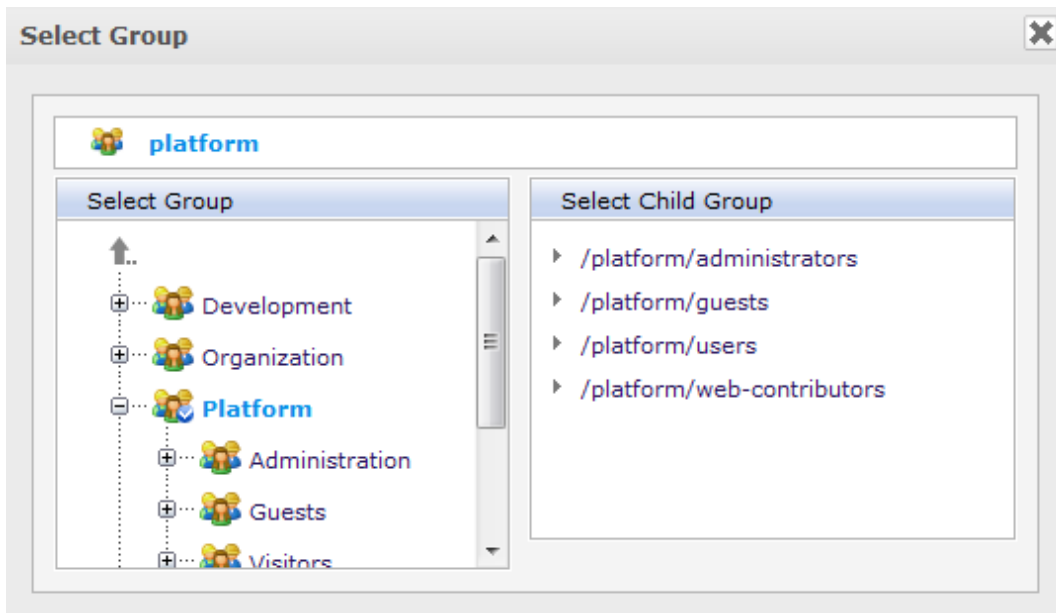 Select Group
platform
Select Group
..
Development
Organization
Platform
Administration
Guests
Visitors
Select Child Group
/platform/administrators
/platform/guests
/platform/users
/platform/web-contributors